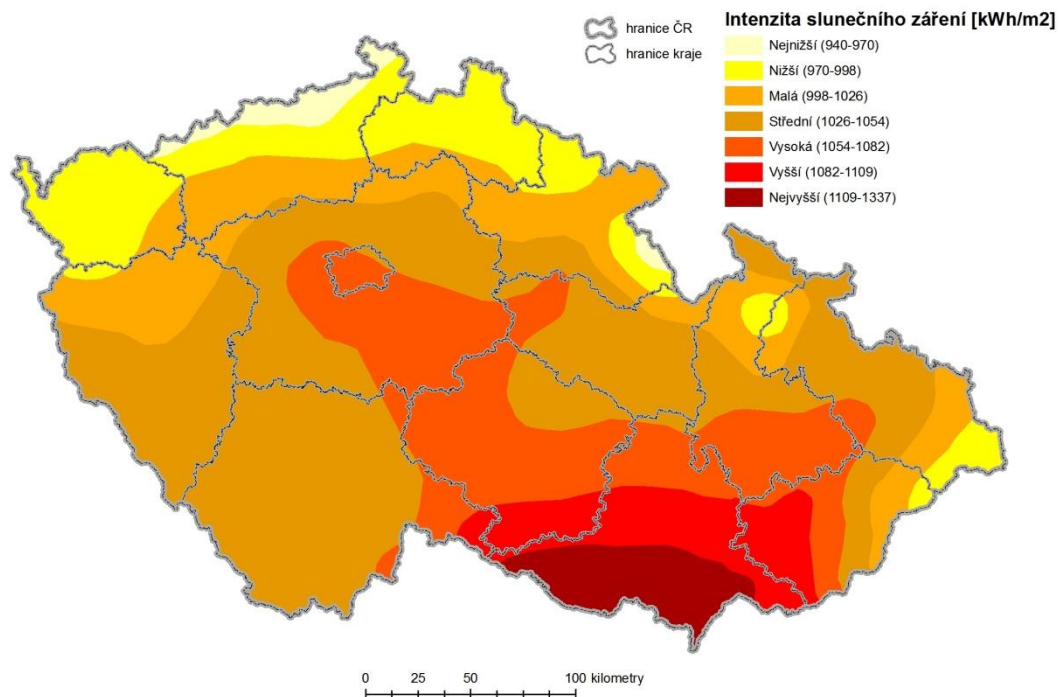 Intenzita slunečního záření [kWh/m2]
hranice ČR
hranice kraje
Nejnižší (940-970)
Nižší (970-998)
Malá (998-1026)
Střední (1026-1054)
Vysoká (1054-1082)
Vyšší (1082-1109)
Nejvyšší (1109-1337)
0 25 50 100 kilometry